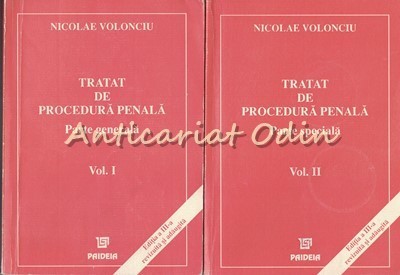 NICOLAE VOLONCIU
TRATAT
DE
PROCEDURĂ PENALĂ
Parte generală
Vol. I
Ediția a III-a
revizuită și adăugită
PAIDEIA
NICOLAE VOLONCIU
TRATAT
DE
PROCEDURĂ PENALĂ
Parte specială
Vol. II
Ediția a III-a
revizuită și adăugită
PAIDEIA
Anticariat Odin